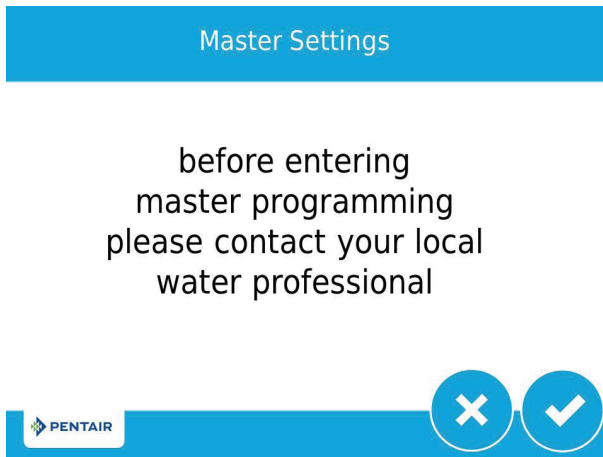 Master Settings
before entering
master programming
please contact your local
water professional
PENTAIR